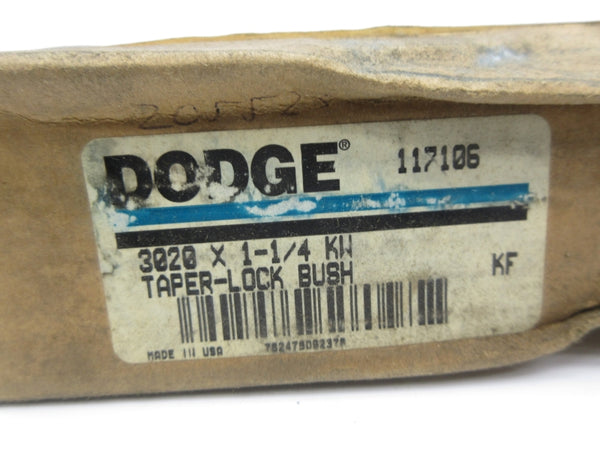 DODGE® 117106
3020 X 1-1/4 KW
TAPER-LOCK BUSH KF
MADE IN USA